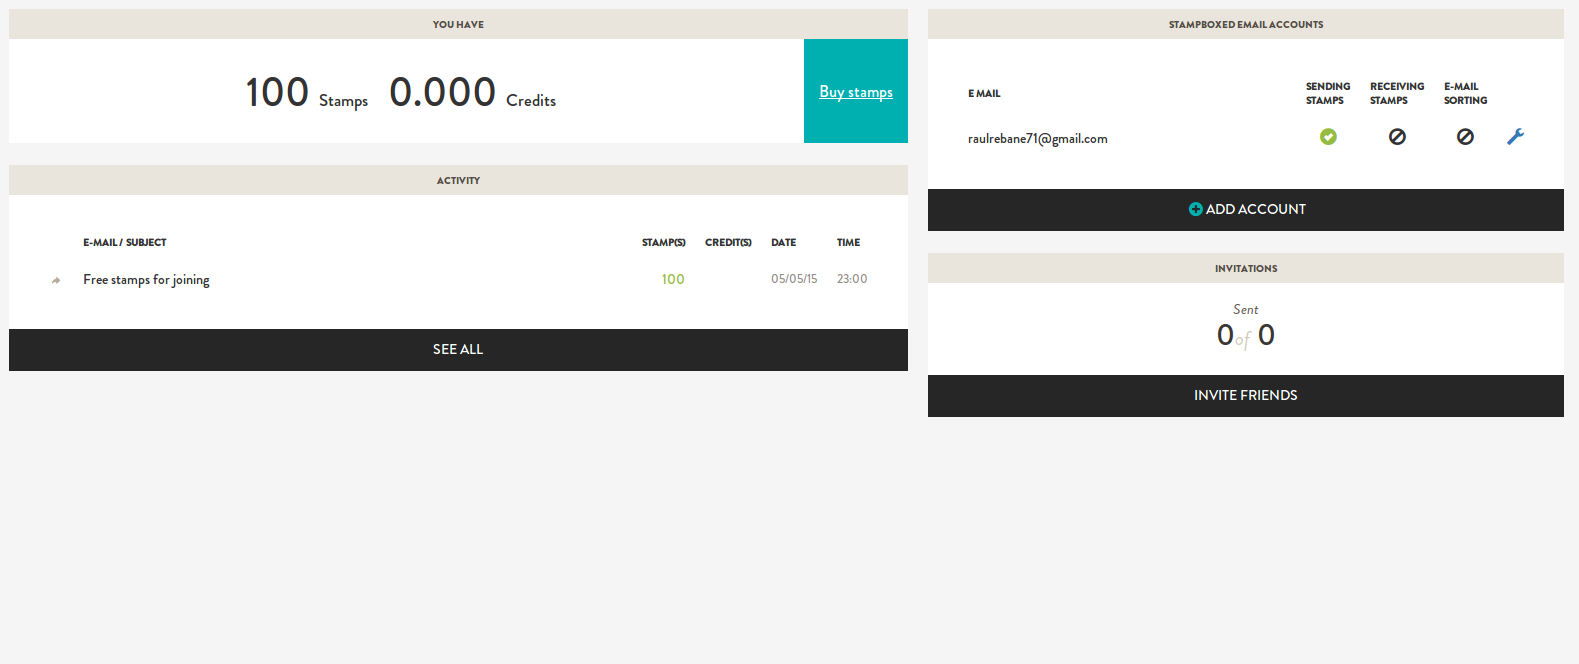 YOU HAVE
100 Stamps 0.000 Credits
Buy stamps
ACTIVITY
E-MAIL / SUBJECT STAMP(S) CREDIT(S) DATE TIME
Free stamps for joining 100 05/05/15 23:00
SEE ALL
STAMPBOXED EMAIL ACCOUNTS
E MAIL
SENDING STAMPS
RECEIVING STAMPS
E-MAIL SORTING
raulrebane71@gmail.com
ADD ACCOUNT
INVITATIONS
Sent
0 of 0
INVITE FRIENDS